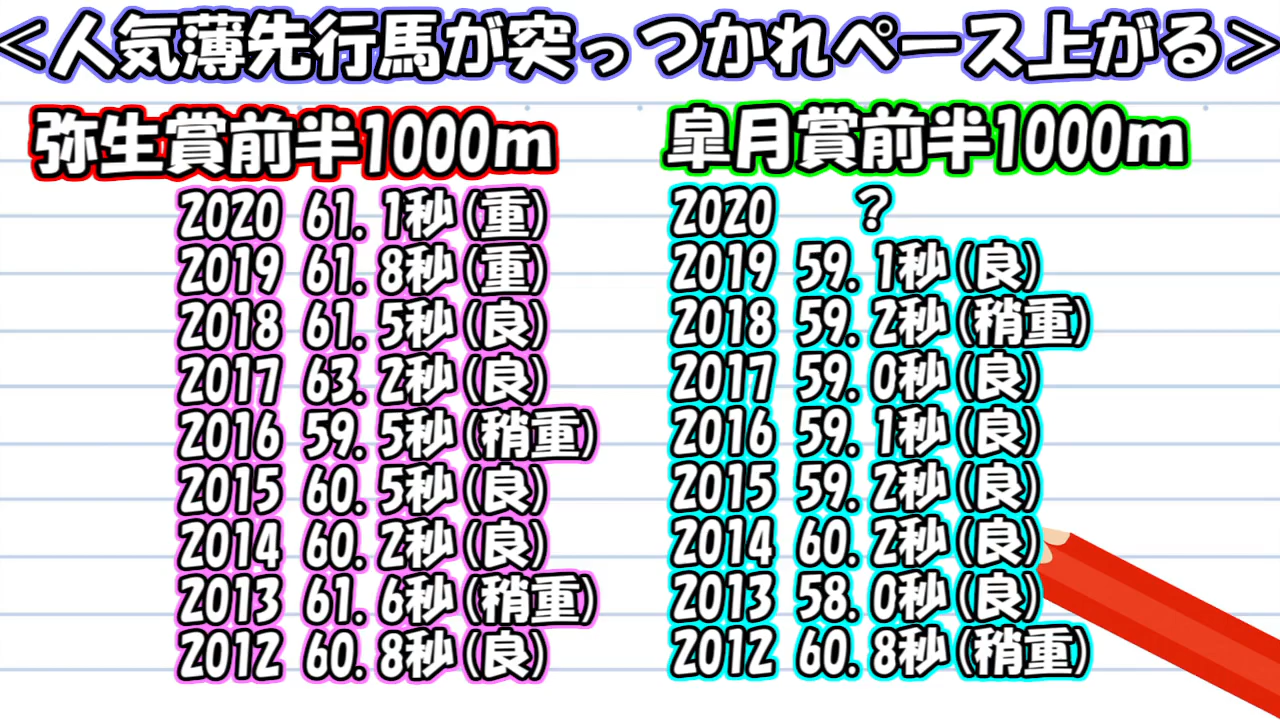 ＜人気薄先行馬が突っつかれペース上がる＞
弥生賞前半1000m
2020 61.1秒(重)
2019 61.8秒(重)
2018 61.5秒(良)
2017 63.2秒(良)
2016 59.5秒(稍重)
2015 60.5秒(良)
2014 60.2秒(良)
2013 61.6秒(稍重)
2012 60.8秒(良)
皐月賞前半1000m
2020 ？
2019 59.1秒(良)
2018 59.2秒(稍重)
2017 59.0秒(良)
2016 59.1秒(良)
2015 59.2秒(良)
2014 60.2秒(良)
2013 58.0秒(良)
2012 60.8秒(稍重)